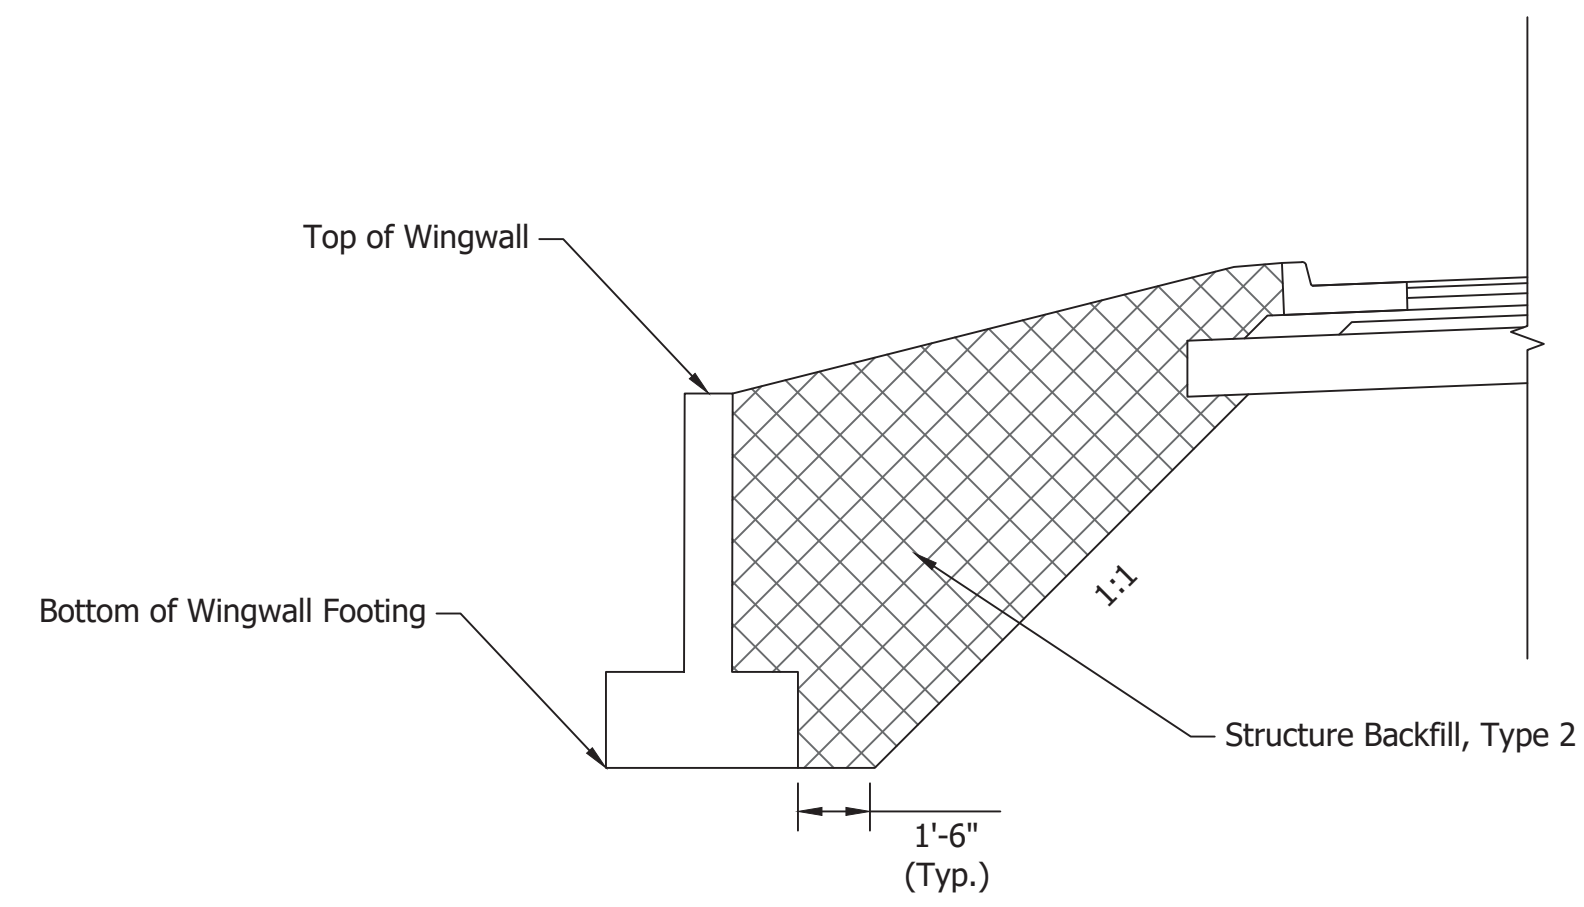 Top of Wingwall
Bottom of Wingwall Footing
1:1
Structure Backfill, Type 2
1'-6"
(Typ.)